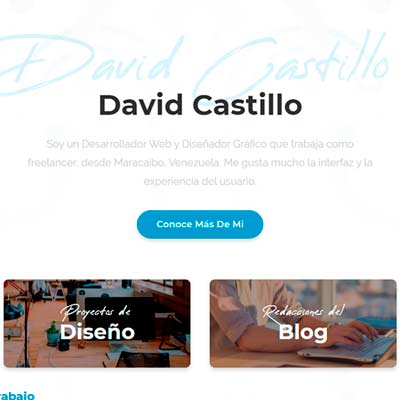 David Castillo
David Castillo
Soy un Desarrollador Web y Diseñador Gráfico que trabaja como
freelancer, desde Maracaibo, Venezuela. Me gusta mucho la interfaz y la
experiencia del usuario.
Conoce Más De Mi
Proyectos de
Diseño
Redacciones del
Blog
rabajo